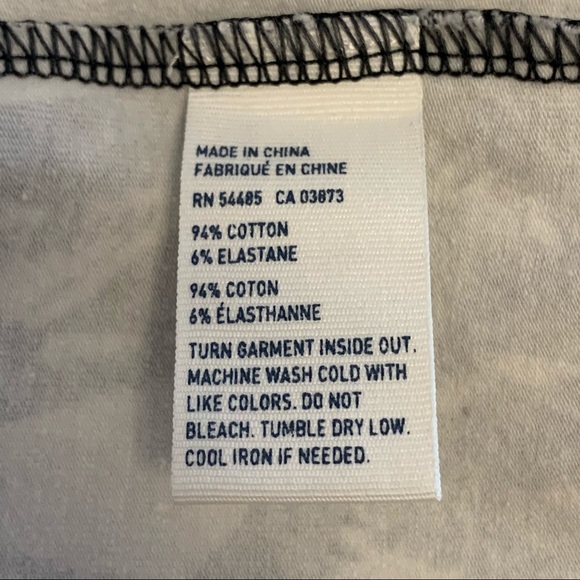 MADE IN CHINA
FABRIQUÉ EN CHINE
RN 54485 CA 03873
94% COTTON
6% ELASTANE
94% COTON
6% ÉLASTHANNE
TURN GARMENT INSIDE OUT.
MACHINE WASH COLD WITH
LIKE COLORS. DO NOT
BLEACH. TUMBLE DRY LOW.
COOL IRON IF NEEDED.